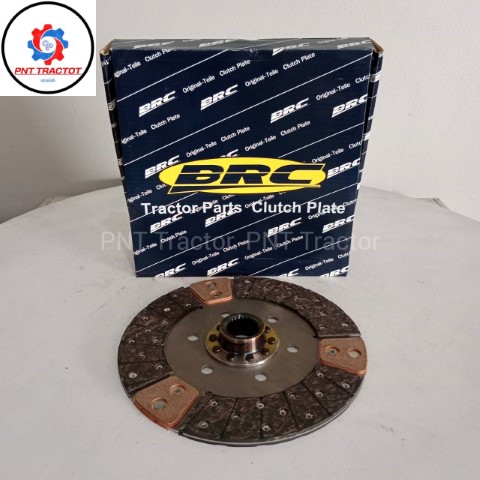 PNT TRACTOT
BRC
Original-Teile Clutch Plate
BRC
Tractor Parts Clutch Plate
PNT Tractor PNT Tractor